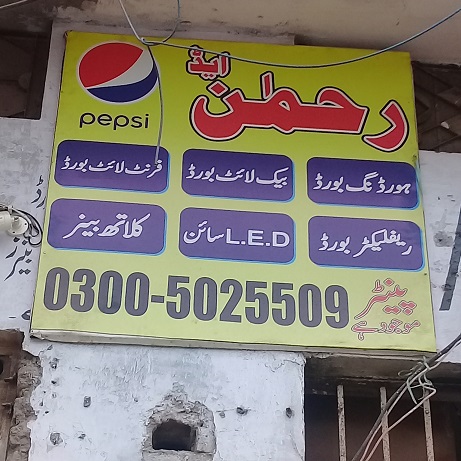 pepsi
رحمٰن ایڈ
ہورڈنگ بورڈ
بیک لائٹ بورڈ
فرنٹ لائٹ بورڈ
ریفلیکٹر بورڈ
L.E.D سائن
کلاتھ بینر
0300-5025509
پینٹر
موجود ہے